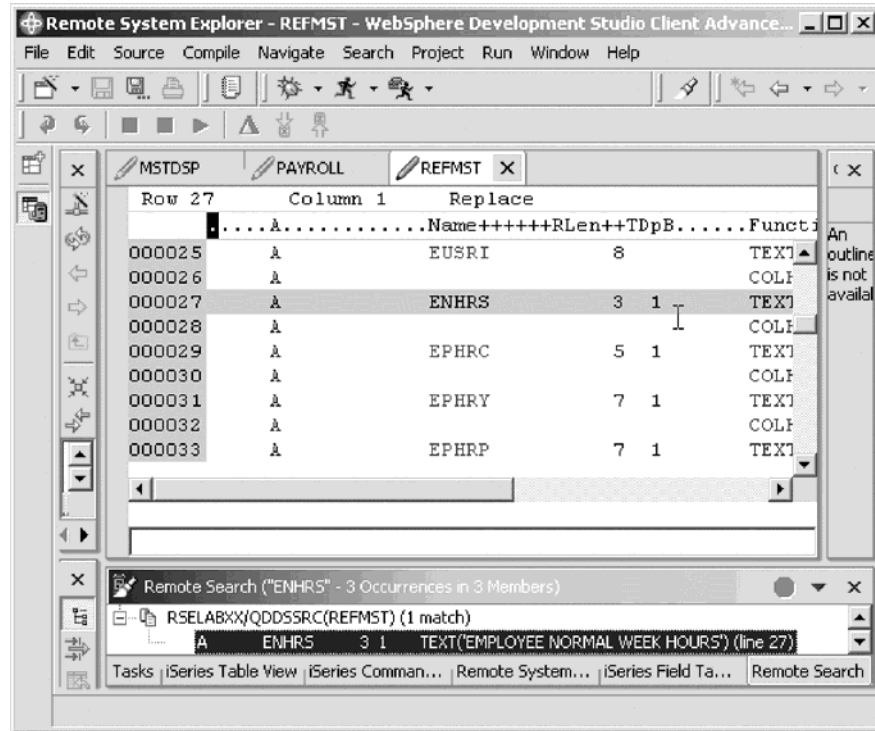 Remote System Explorer - REFMST - WebSphere Development Studio Client Advance...
File Edit Source Compile Navigate Search Project Run Window Help
MSTDSP PAYROLL REFMST
Row 27 Column 1 Replace
.....A.............Name++++++RLen++TDpB......Functi
000025 A EUSRI 8 TEXT
000026 A COLH
000027 A ENHRS 3 1 TEXT
000028 A COLH
000029 A EPHRC 5 1 TEXT
000030 A COLH
000031 A EPHRY 7 1 TEXT
000032 A COLH
000033 A EPHRP 7 1 TEXT
An
outline
is not
availal
Remote Search ("ENHRS" - 3 Occurrences in 3 Members)
RSELABXX/QDDSSRC(REFMST) (1 match)
A ENHRS 3 1 TEXT('EMPLOYEE NORMAL WEEK HOURS') (line 27)
Tasks iSeries Table View iSeries Comman... Remote System... iSeries Field Ta... Remote Search